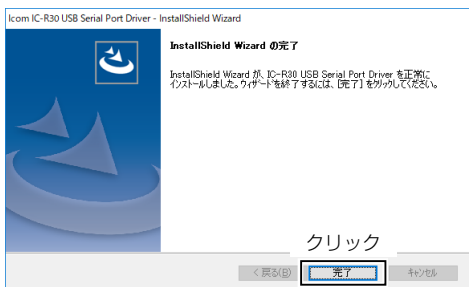 Icom IC-R30 USB Serial Port Driver - InstallShield Wizard
InstallShield Wizard の完了
InstallShield Wizard が、IC-R30 USB Serial Port Driver を正常に
インストールしました。ウィザードを終了するには、[完了] をクリックしてください。
クリック
< 戻る(B)
完了
キャンセル